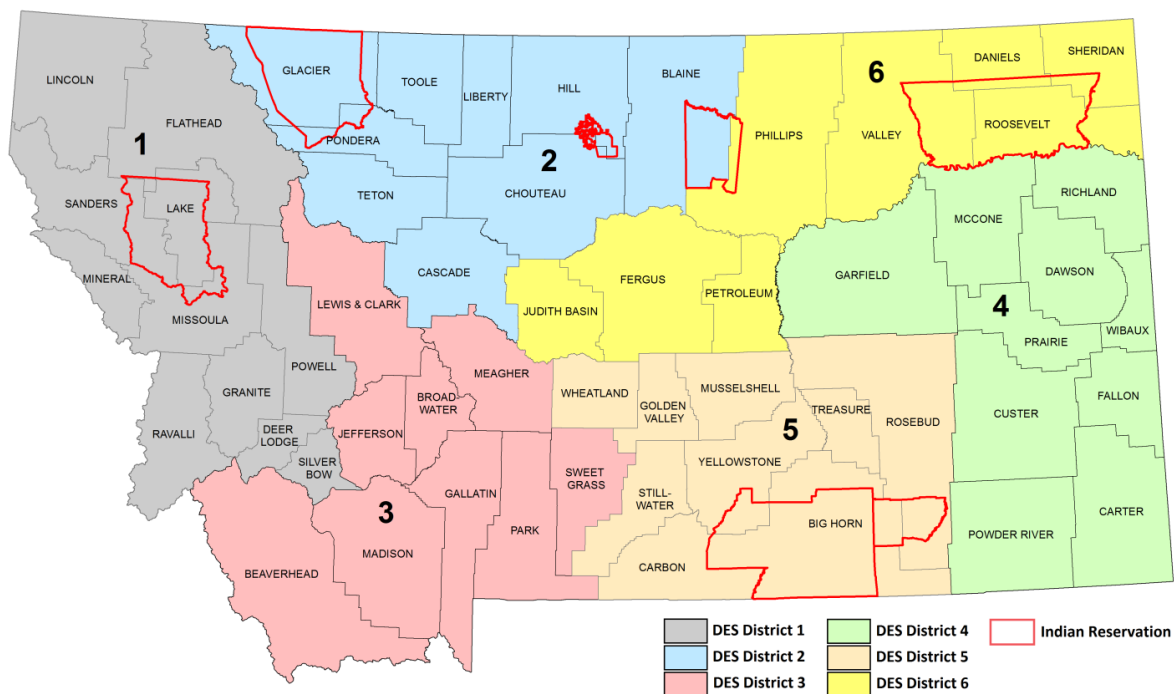 LINCOLN
FLATHEAD
1
SANDERS
LAKE
MINERAL
MISSOULA
POWELL
GRANITE
RAVALLI
DEER
LODGE
SILVER
BOW
GLACIER
TOOLE
LIBERTY
HILL
BLAINE
PONDERA
2
TETON
CHOUTEAU
CASCADE
LEWIS & CLARK
MEAGHER
BROAD
WATER
JEFFERSON
GALLATIN
PARK
SWEET
GRASS
3
MADISON
BEAVERHEAD
DANIELS
SHERIDAN
6
PHILLIPS
VALLEY
ROOSEVELT
JUDITH BASIN
FERGUS
PETROLEUM
RICHLAND
MCCONE
GARFIELD
DAWSON
4
PRAIRIE
WIBAUX
CUSTER
FALLON
POWDER RIVER
CARTER
WHEATLAND
GOLDEN
VALLEY
MUSSELSHELL
TREASURE
ROSEBUD
5
YELLOWSTONE
STILL-
WATER
BIG HORN
CARBON
DES District 1
DES District 2
DES District 3
DES District 4
DES District 5
DES District 6
Indian Reservation